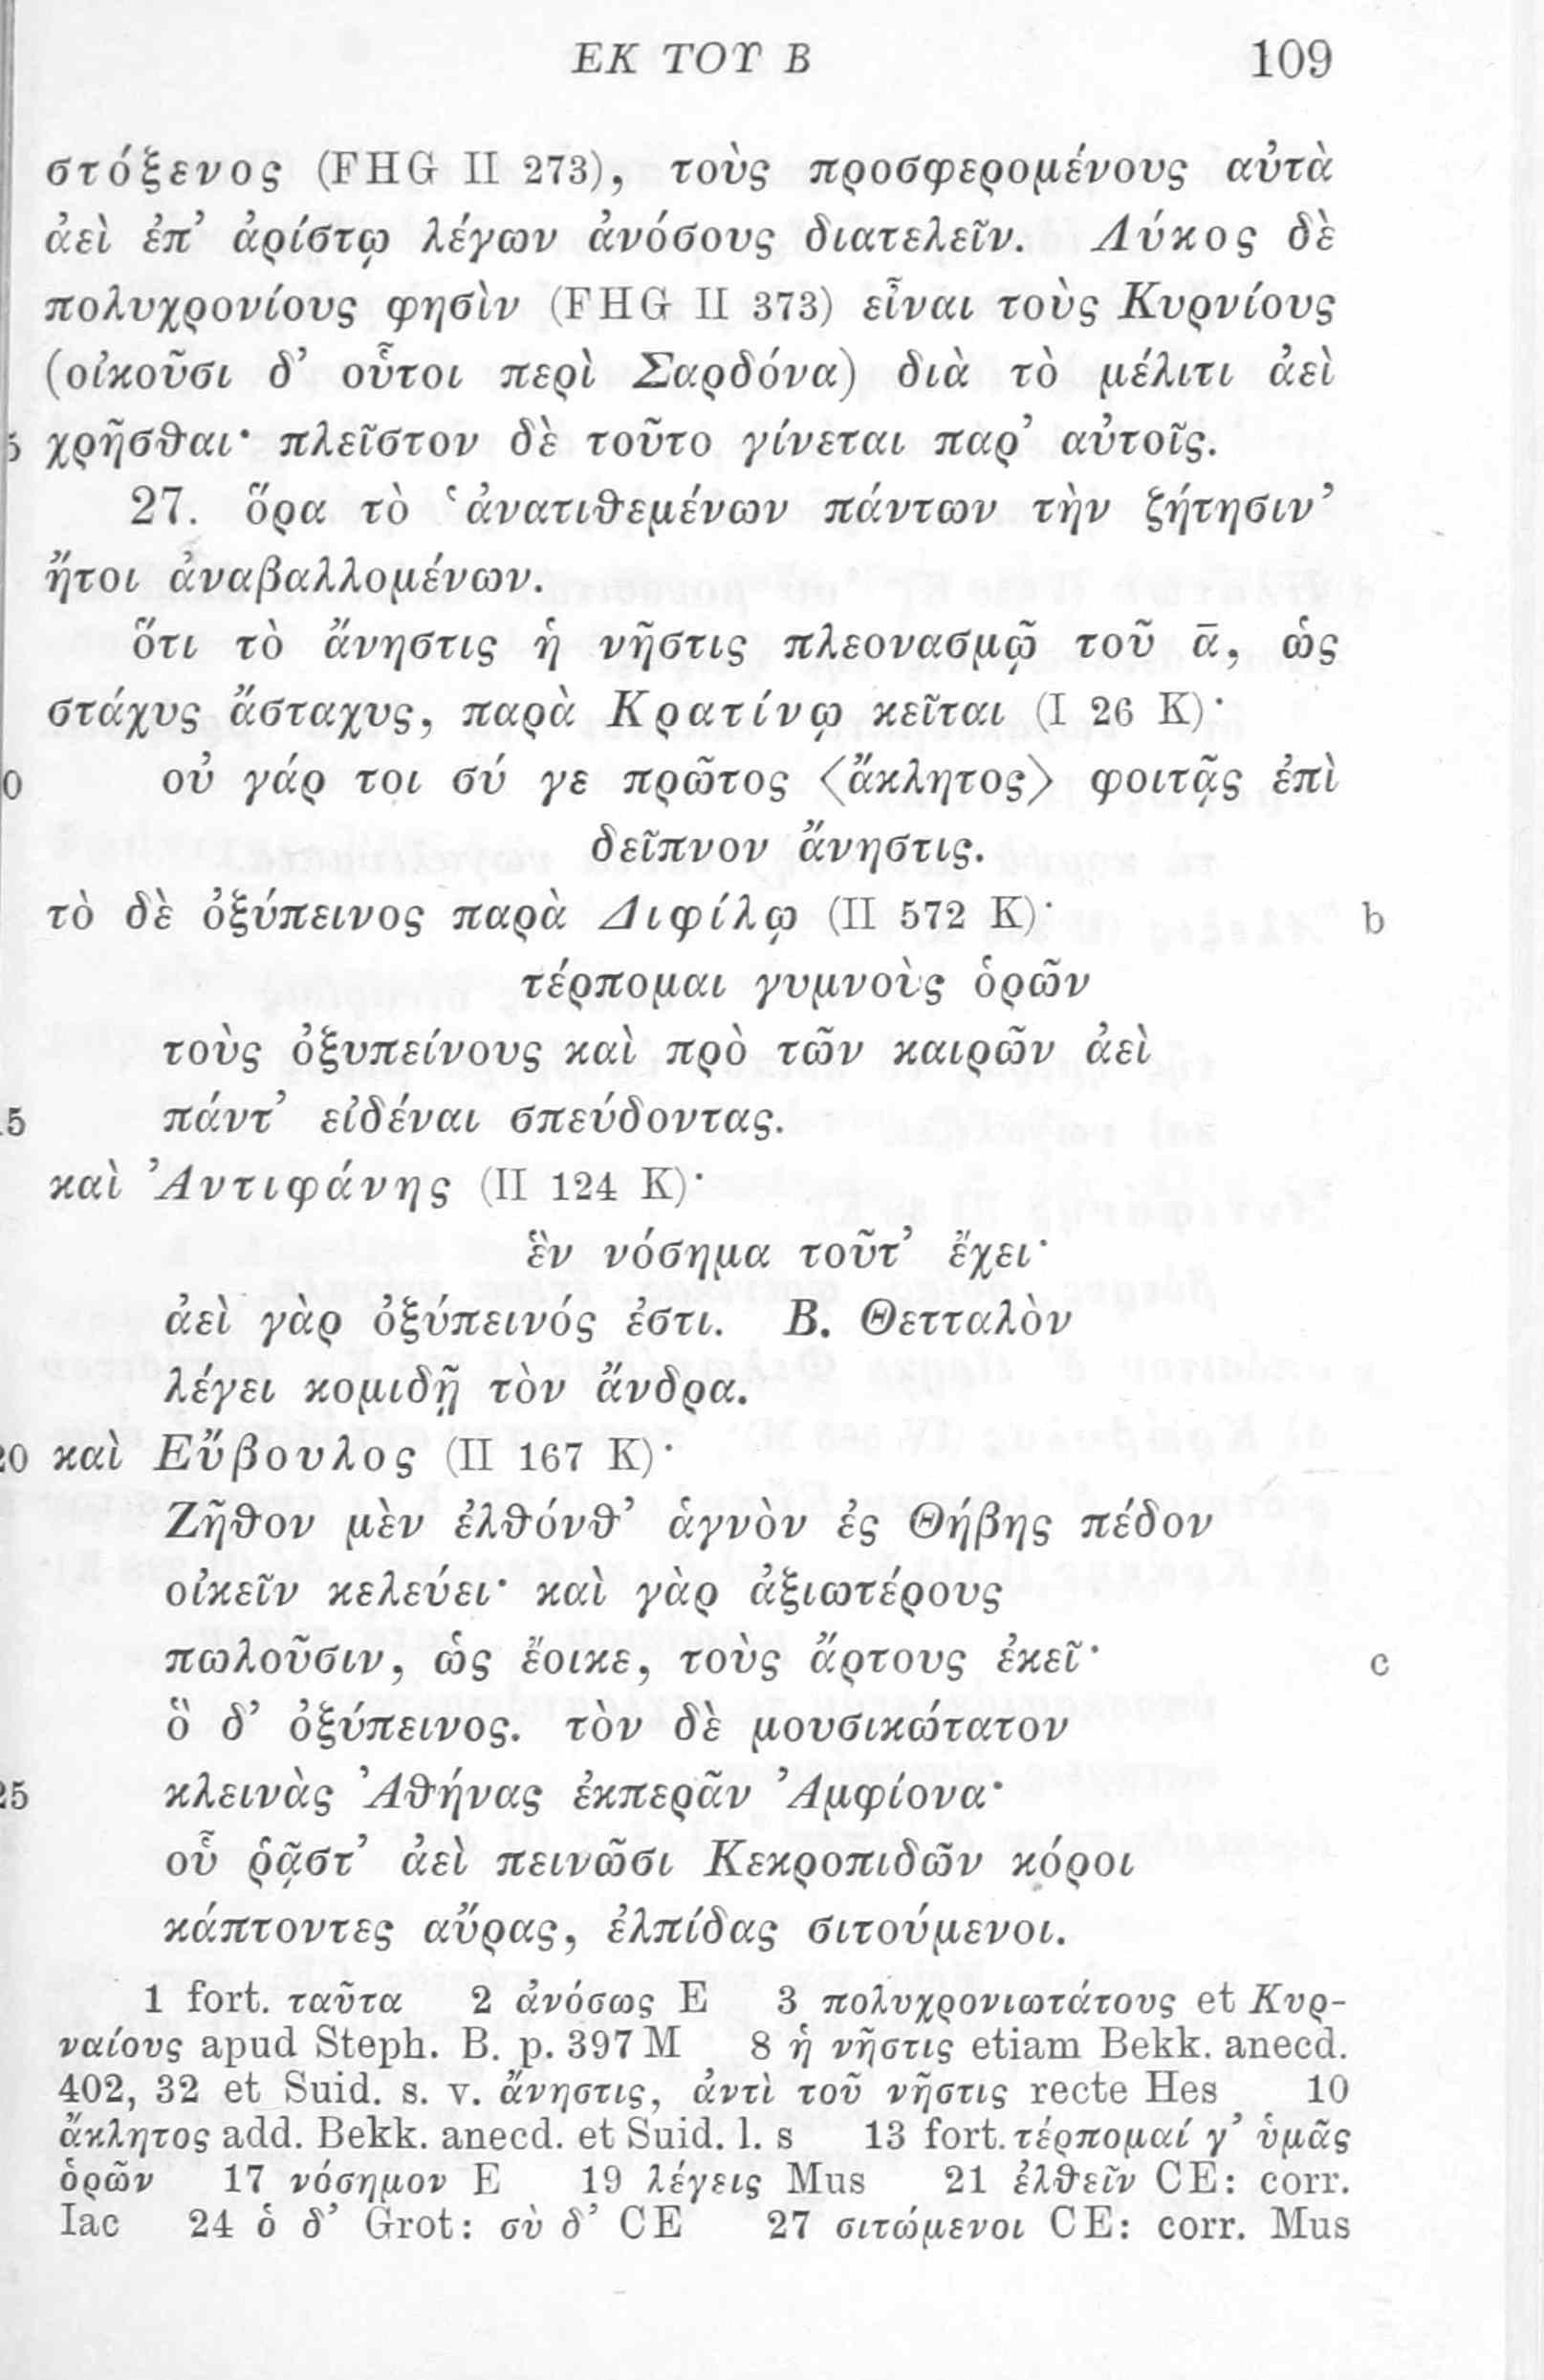 ΕΚ ΤΟΥ Β 109
στόξενος (FHG II 273), τοὺς προσφερομένους αὐτὰ
ἀεὶ ἐπ’ ἀρίστῳ λέγων ἀνόσους διατελεῖν. Λύκος δὲ
πολυχρονίους φησὶν (FHG II 373) εἶναι τοὺς Κυρνίους
(οἰκοῦσι δ’ οὗτοι περὶ Σαρδόνα) διὰ τὸ μέλιτι ἀεὶ
5 χρῆσθαι· πλεῖστον δὲ τοῦτο γίνεται παρ’ αὐτοῖς.
27. ὅρα τὸ ‘ἀνατιθεμένων πάντων τὴν ζήτησιν’
ἤτοι ἀναβαλλομένων.
ὅτι τὸ ἄνηστις ἡ νῆστις πλεονασμῷ τοῦ ᾱ, ὡς
στάχυς ἄσταχυς, παρὰ Κρατίνῳ κεῖται (I 26 K)·
0 οὐ γάρ τοι σύ γε πρῶτος 〈ἄκλητος〉 φοιτᾷς ἐπὶ
δεῖπνον ἄνηστις.
τὸ δὲ ὀξύπεινος παρὰ Διφίλῳ (II 572 K)· b
τέρπομαι γυμνοὺς ὁρῶν
τοὺς ὀξυπείνους καὶ πρὸ τῶν καιρῶν ἀεὶ
5 πάντ’ εἰδέναι σπεύδοντας.
καὶ Ἀντιφάνης (II 124 K)·
ἓν νόσημα τοῦτ’ ἔχει·
ἀεὶ γὰρ ὀξύπεινός ἐστι. Β. Θετταλὸν
λέγει κομιδῇ τὸν ἄνδρα.
20 καὶ Εὔβουλος (II 167 K)·
Ζῆθον μὲν ἐλθόνθ’ ἁγνὸν ἐς Θήβης πέδον
οἰκεῖν κελεύει· καὶ γὰρ ἀξιωτέρους
πωλοῦσιν, ὡς ἔοικε, τοὺς ἄρτους ἐκεῖ· c
ὃ δ’ ὀξύπεινος. τὸν δὲ μουσικώτατον
25 κλεινὰς Ἀθήνας ἐκπερᾶν Ἀμφίονα·
οὗ ῥᾷστ’ ἀεὶ πεινῶσι Κεκροπιδῶν κόροι
κάπτοντες αὔρας, ἐλπίδας σιτούμενοι.
1 fort. ταῦτα 2 ἀνόσως E 3 πολυχρονιωτάτους et Κυρ-
ναίους apud Steph. B. p. 397 M 8 ἡ νῆστις etiam Bekk. anecd.
402, 32 et Suid. s. v. ἄνηστις, ἀντὶ τοῦ νῆστις recte Hes 10
ἄκλητος add. Bekk. anecd. et Suid. l. s 13 fort. τέρπομαί γ’ ὑμᾶς
ὁρῶν 17 νόσημον E 19 λέγεις Mus 21 ἐλθεῖν CE: corr.
Iac 24 ὁ δ’ Grot: σὺ δ’ CE 27 σιτώμενοι CE: corr. Mus